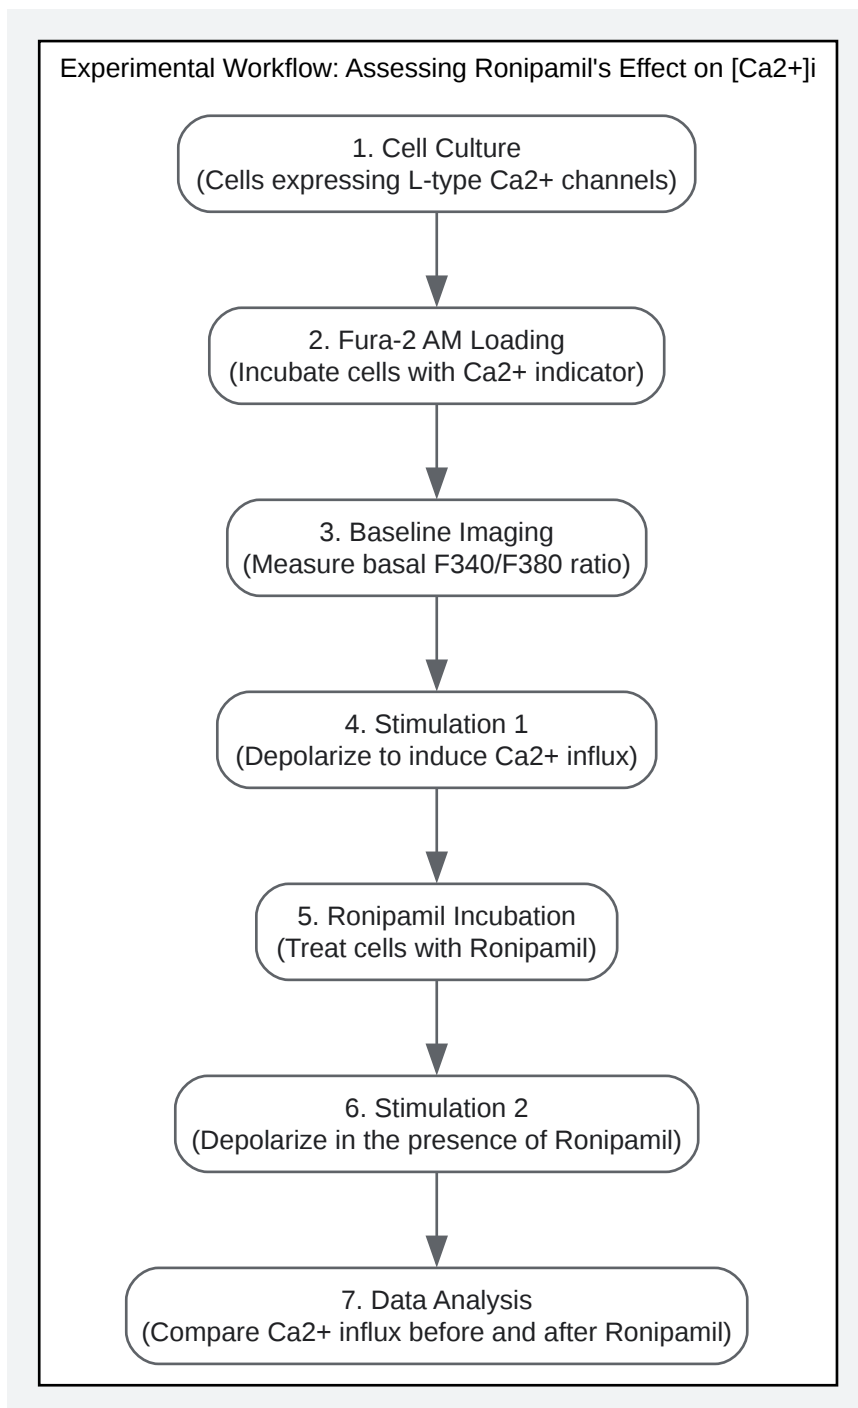 Experimental Workflow: Assessing Ronipamil's Effect on [Ca2+]i
1. Cell Culture
(Cells expressing L-type Ca2+ channels)
2. Fura-2 AM Loading
(Incubate cells with Ca2+ indicator)
3. Baseline Imaging
(Measure basal F340/F380 ratio)
4. Stimulation 1
(Depolarize to induce Ca2+ influx)
5. Ronipamil Incubation
(Treat cells with Ronipamil)
6. Stimulation 2
(Depolarize in the presence of Ronipamil)
7. Data Analysis
(Compare Ca2+ influx before and after Ronipamil)